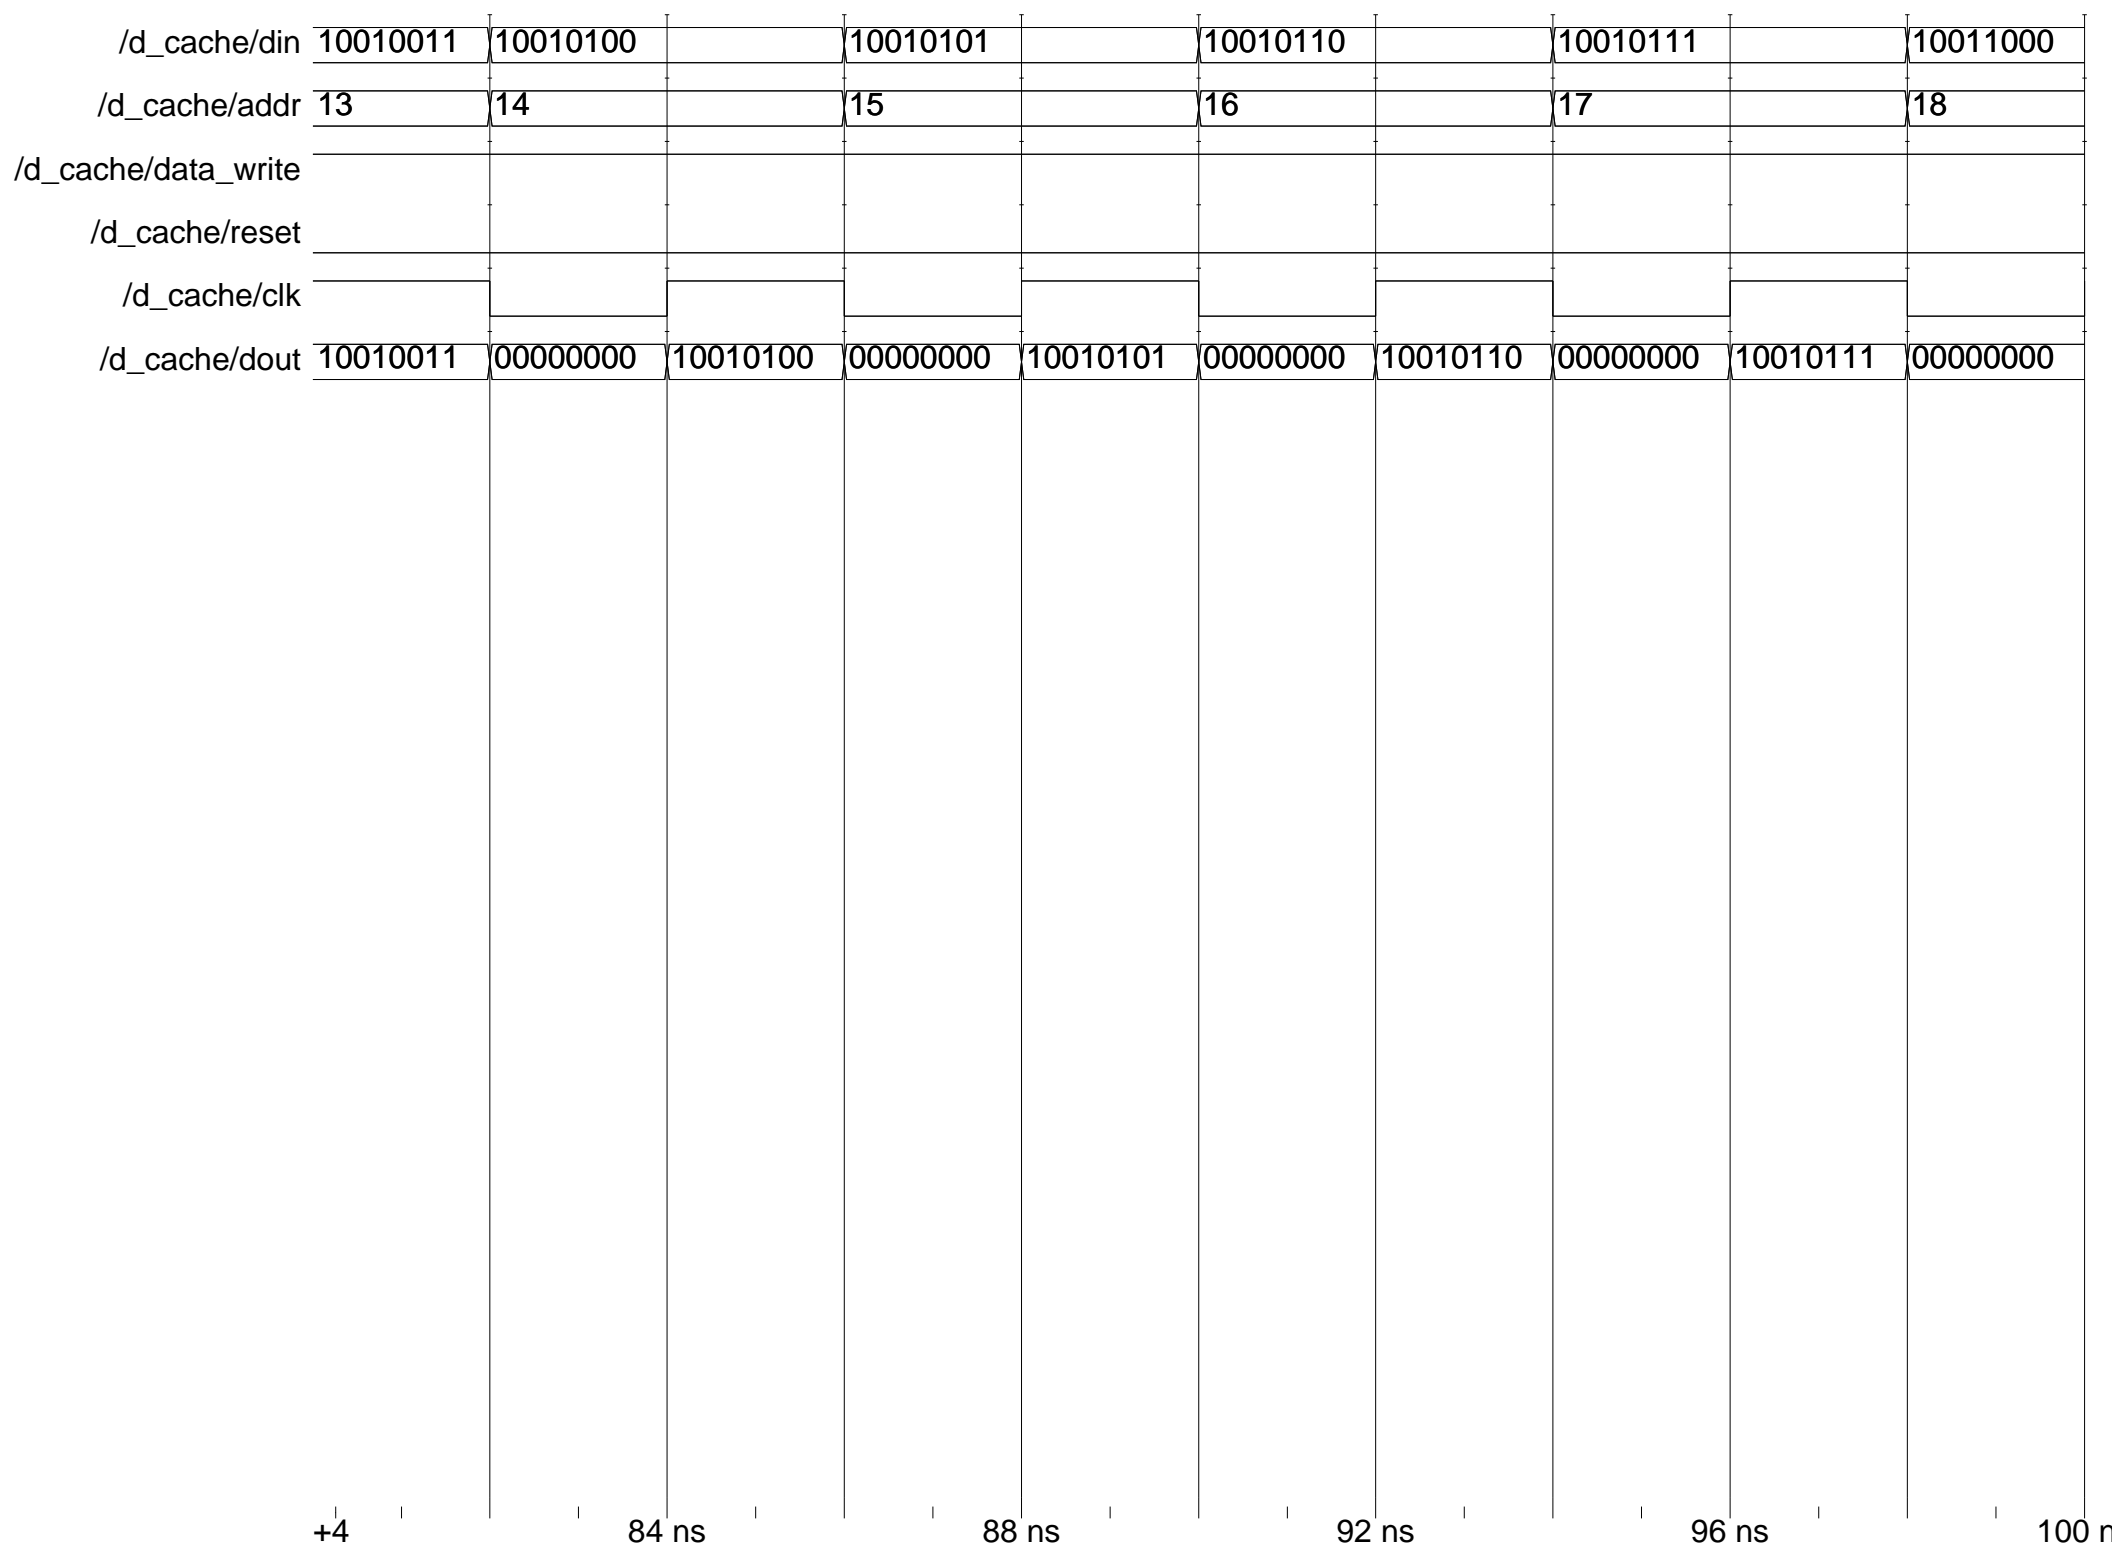 /d_cache/din 10010011 10010100 10010101 10010110 10010111 10011000
/d_cache/addr 13 14 15 16 17 18
/d_cache/data_write
/d_cache/reset
/d_cache/clk
/d_cache/dout 10010011 00000000 10010100 00000000 10010101 00000000 10010110 00000000 10010111 00000000
+4 84 ns 88 ns 92 ns 96 ns 100 n